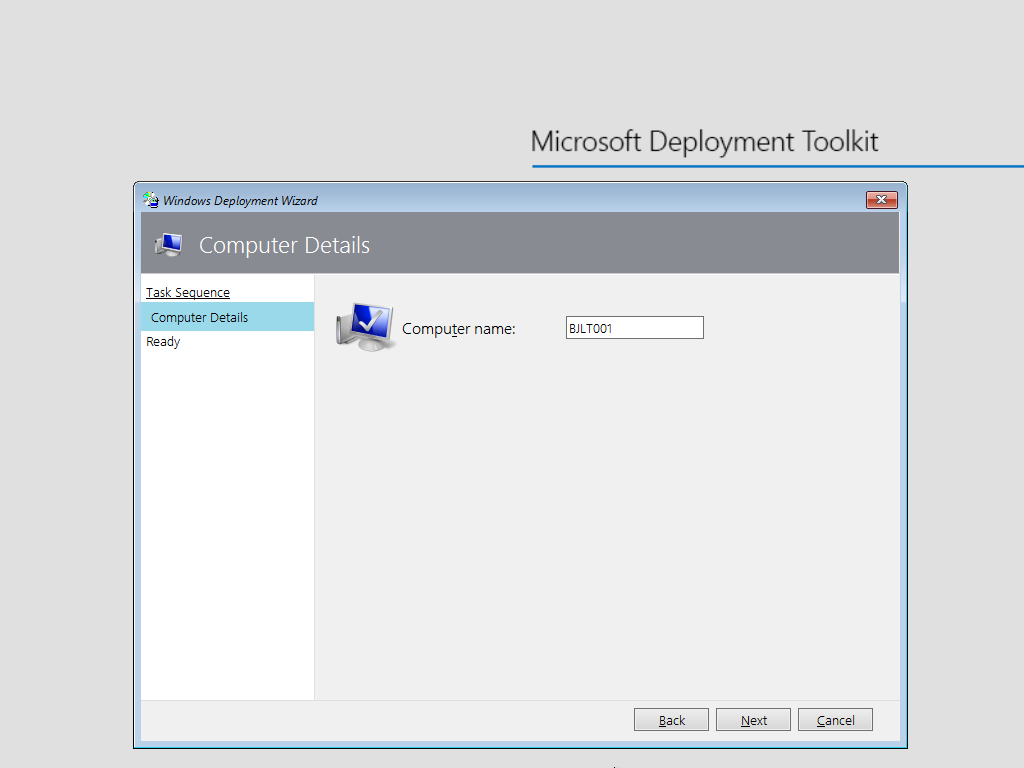 Microsoft Deployment Toolkit
Windows Deployment Wizard
Computer Details
Task Sequence
Computer Details
Ready
Computer name:
BJLT001
Back
Next
Cancel